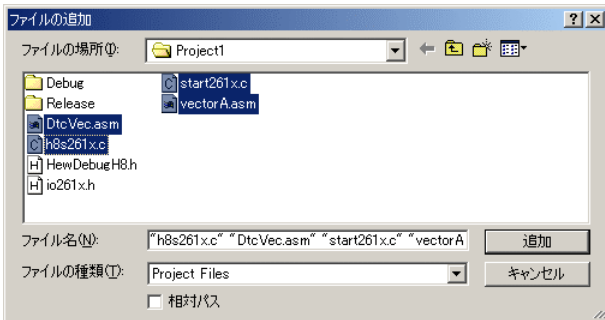 ファイルの追加
ファイルの場所(I):
Project1
Debug
Release
DtcVec.asm
h8s261x.c
HewDebugH8.h
io261x.h
start261x.c
vectorA.asm
ファイル名(N):
"h8s261x.c" "DtcVec.asm" "start261x.c" "vectorA
追加
ファイルの種類(T):
Project Files
キャンセル
相対パス